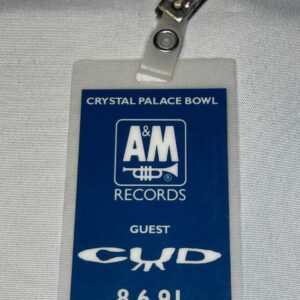 CRYSTAL PALACE BOWL
A&M
®
RECORDS
GUEST
CUD
8.6.91